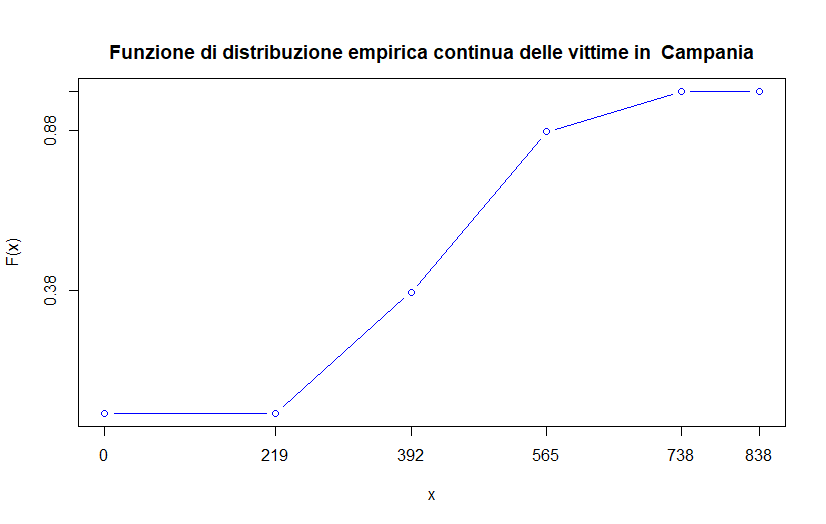 Funzione di distribuzione empirica continua delle vittime in  Campania
0.88
F(x)
0.38
0 219 392 565 738 838
x